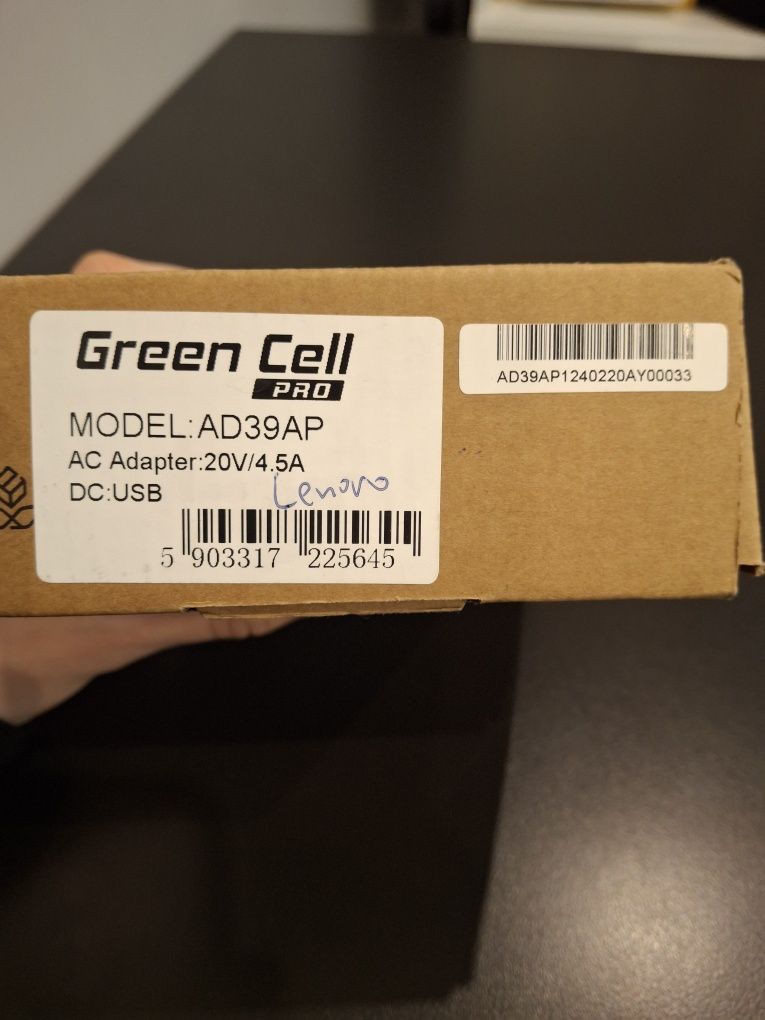 Green Cell
PRO
MODEL:AD39AP
AC Adapter:20V/4.5A
DC:USB
Lenovo
5 903317 225645
AD39AP1240220AY00033